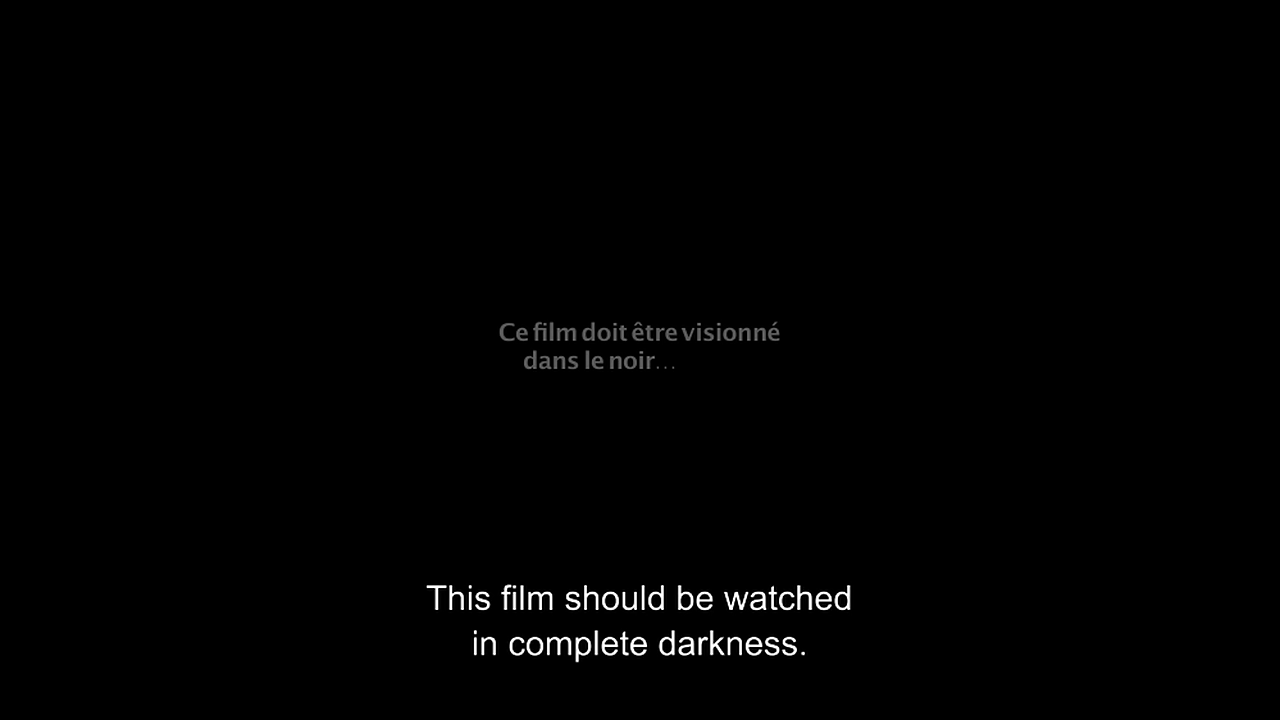 Ce film doit être visionné
dans le noir...
This film should be watched
in complete darkness.